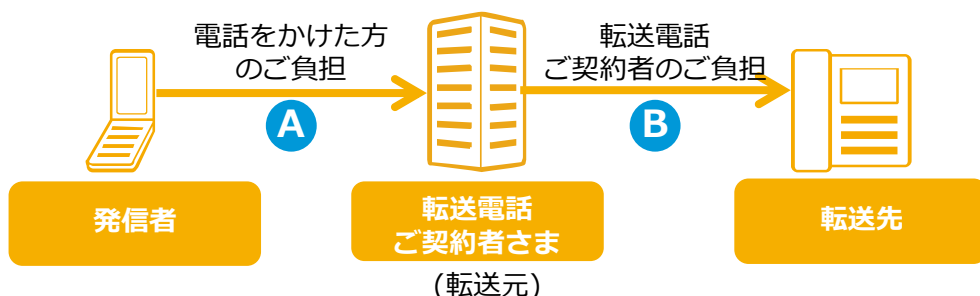 電話をかけた方
のご負担
転送電話
ご契約者のご負担
A
B
発信者
転送電話
ご契約者さま
転送先
(転送元)